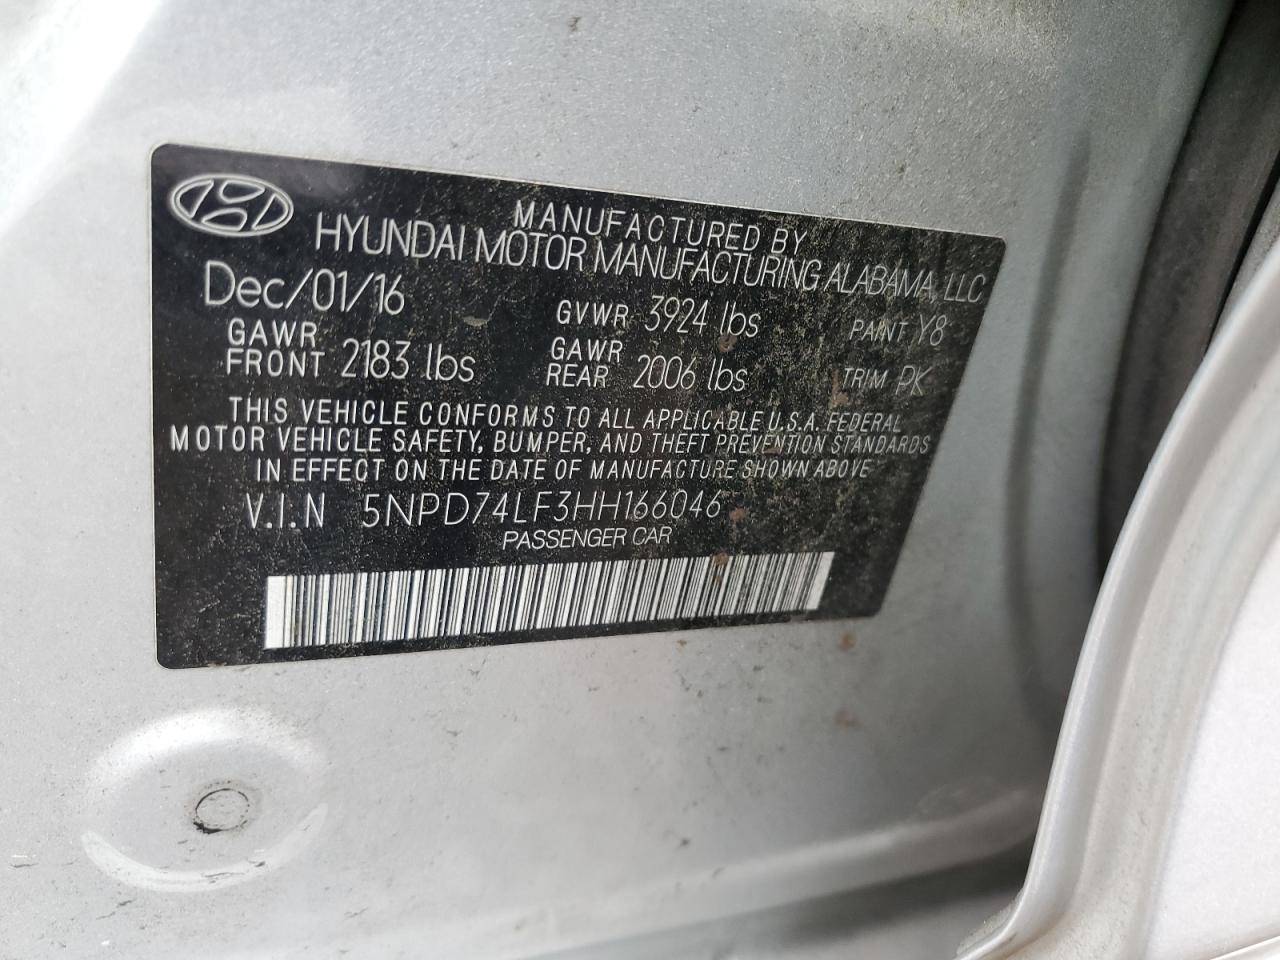 MANUFACTURED BY
HYUNDAI MOTOR MANUFACTURING ALABAMA, LLC
Dec/01/16 GVWR 3924 lbs PAINT Y8
GAWR FRONT 2183 lbs GAWR REAR 2006 lbs TRIM PK
THIS VEHICLE CONFORMS TO ALL APPLICABLE U.S.A. FEDERAL
MOTOR VEHICLE SAFETY, BUMPER, AND THEFT PREVENTION STANDARDS
IN EFFECT ON THE DATE OF MANUFACTURE SHOWN ABOVE
V.I.N 5NPD74LF3HH166046
PASSENGER CAR